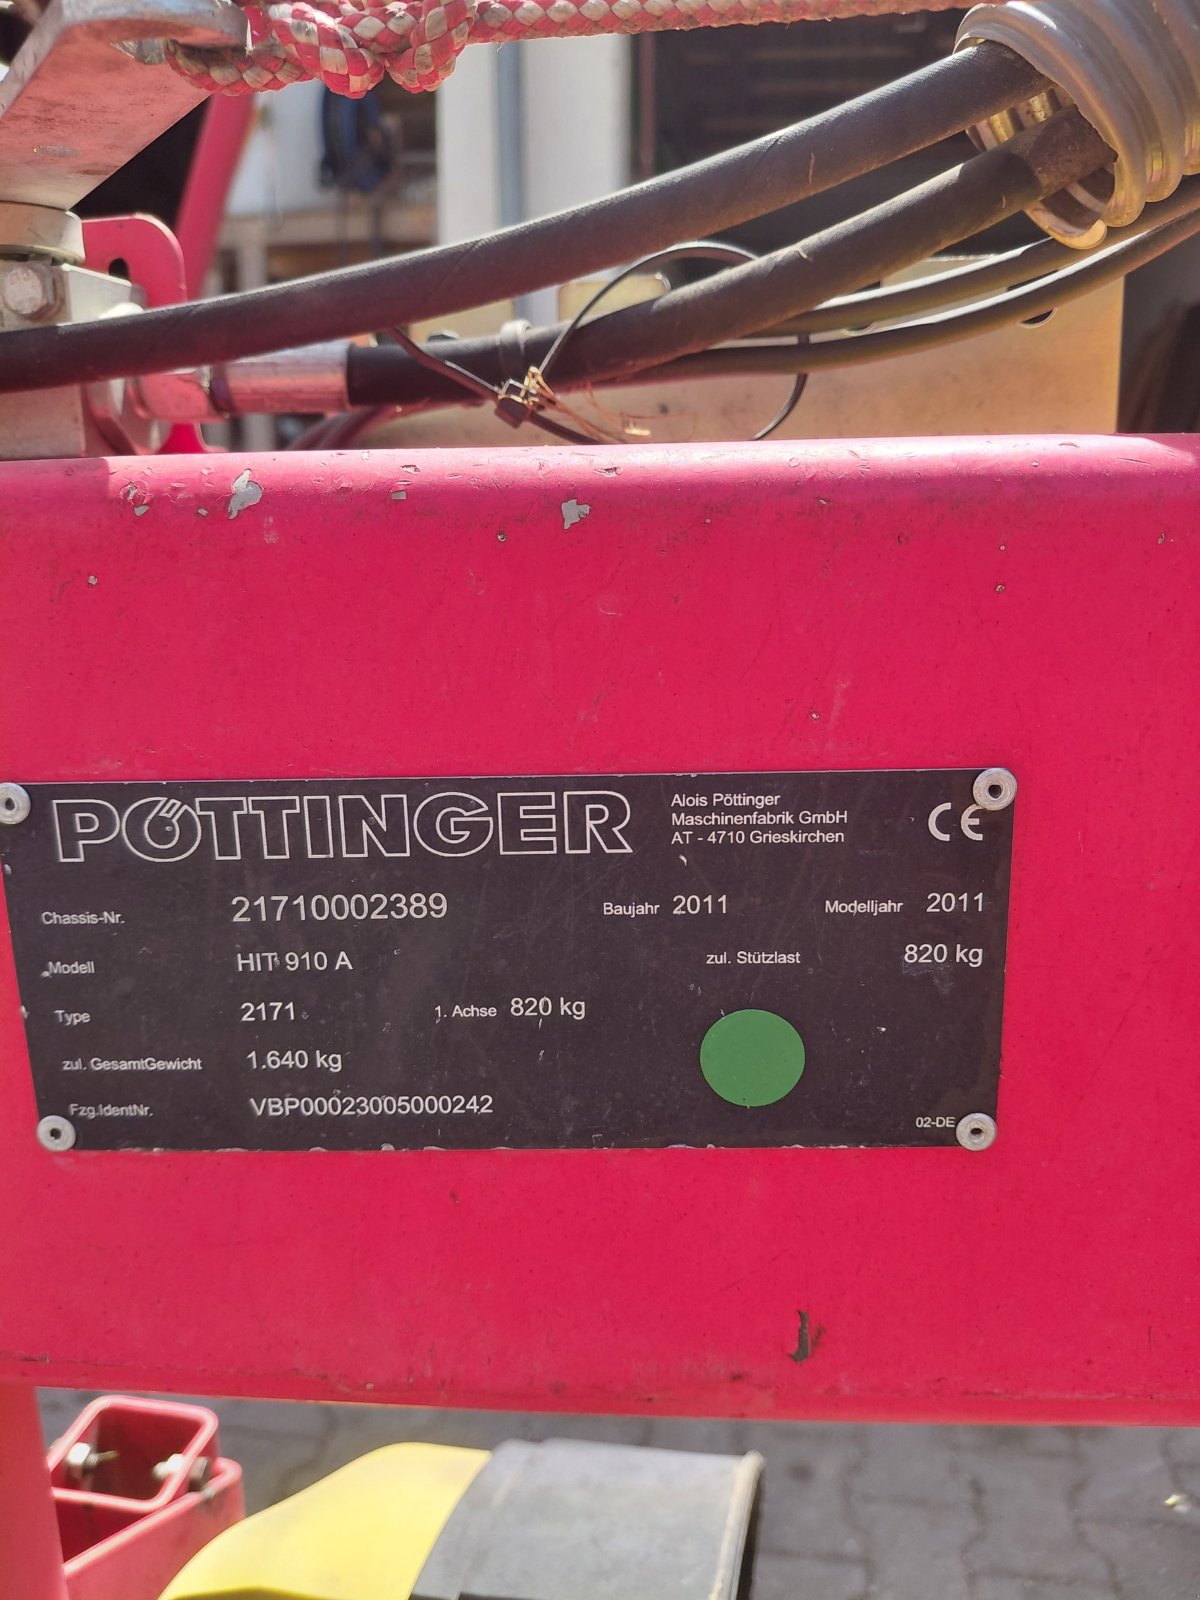 PÖTTINGER
Alois Pöttinger
Maschinenfabrik GmbH
AT - 4710 Grieskirchen
CE
Chassis-Nr. 21710002389 Baujahr 2011 Modelljahr 2011
Modell HIT 910 A zul. Stützlast 820 kg
Type 2171 1. Achse 820 kg
zul. GesamtGewicht 1.640 kg
Fzg.IdentNr. VBP00023005000242
02-DE